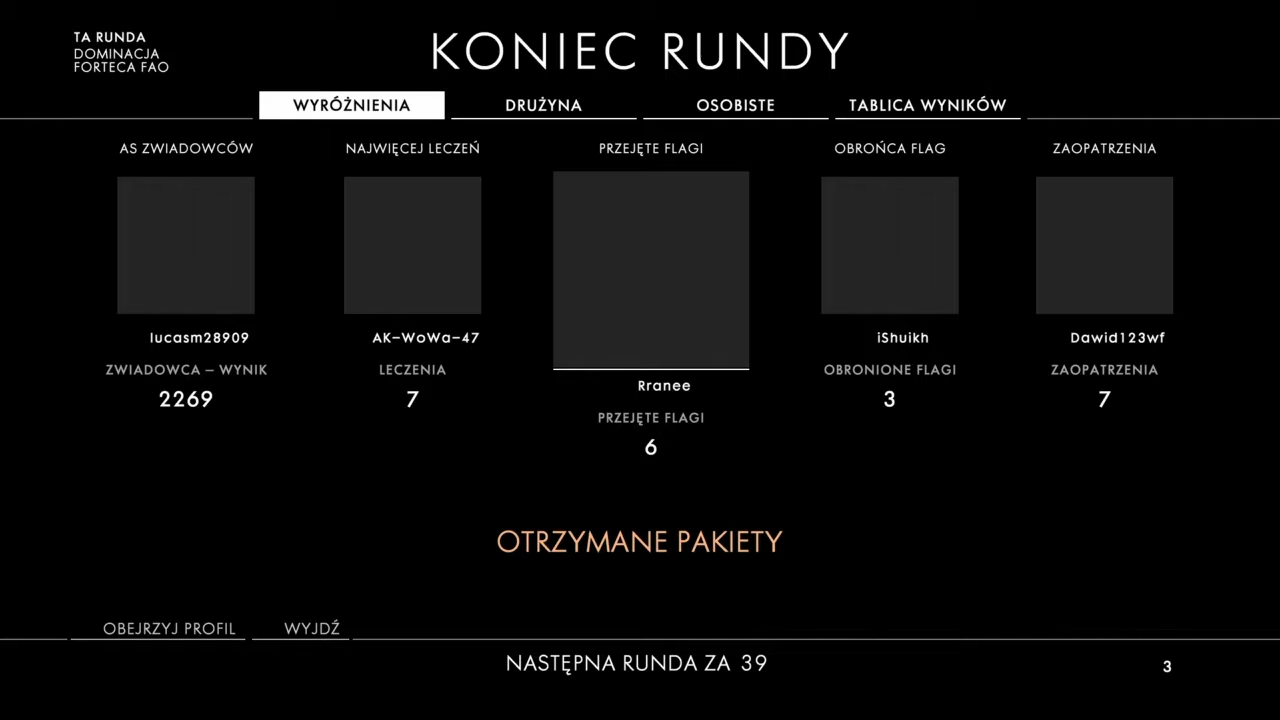 TA RUNDA
DOMINACJA
FORTECA FAO
KONIEC RUNDY
WYRÓŻNIENIA
DRUŻYNA
OSOBISTE
TABLICA WYNIKÓW
AS ZWIADOWCÓW
NAJWIĘCEJ LECZEŃ
PRZEJĘTE FLAGI
OBROŃCA FLAG
ZAOPATRZENIA
lucasm28909
AK-WoWa-47
Rranee
iShuikh
Dawid123wf
ZWIADOWCA – WYNIK
LECZENIA
PRZEJĘTE FLAGI
OBRONIONE FLAGI
ZAOPATRZENIA
2269
7
6
3
7
OTRZYMANE PAKIETY
OBEJRZYJ PROFIL
WYJDŹ
NASTĘPNA RUNDA ZA 39
3